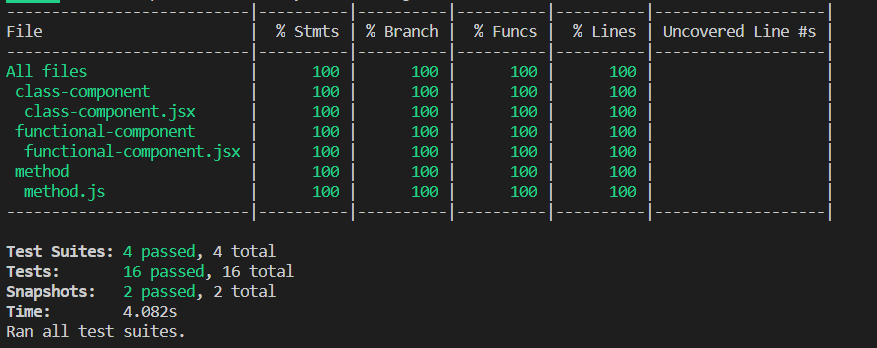 --------------------------|----------|----------|----------|----------|-------------------|
File                      |  % Stmts | % Branch |  % Funcs |  % Lines | Uncovered Line #s |
--------------------------|----------|----------|----------|----------|-------------------|
All files                 |      100 |      100 |      100 |      100 |                   |
 class-component          |      100 |      100 |      100 |      100 |                   |
  class-component.jsx     |      100 |      100 |      100 |      100 |                   |
 functional-component     |      100 |      100 |      100 |      100 |                   |
  functional-component.jsx |      100 |      100 |      100 |      100 |                   |
 method                   |      100 |      100 |      100 |      100 |                   |
  method.js               |      100 |      100 |      100 |      100 |                   |
--------------------------|----------|----------|----------|----------|-------------------|
Test Suites: 4 passed, 4 total
Tests:       16 passed, 16 total
Snapshots:   2 passed, 2 total
Time:        4.082s
Ran all test suites.